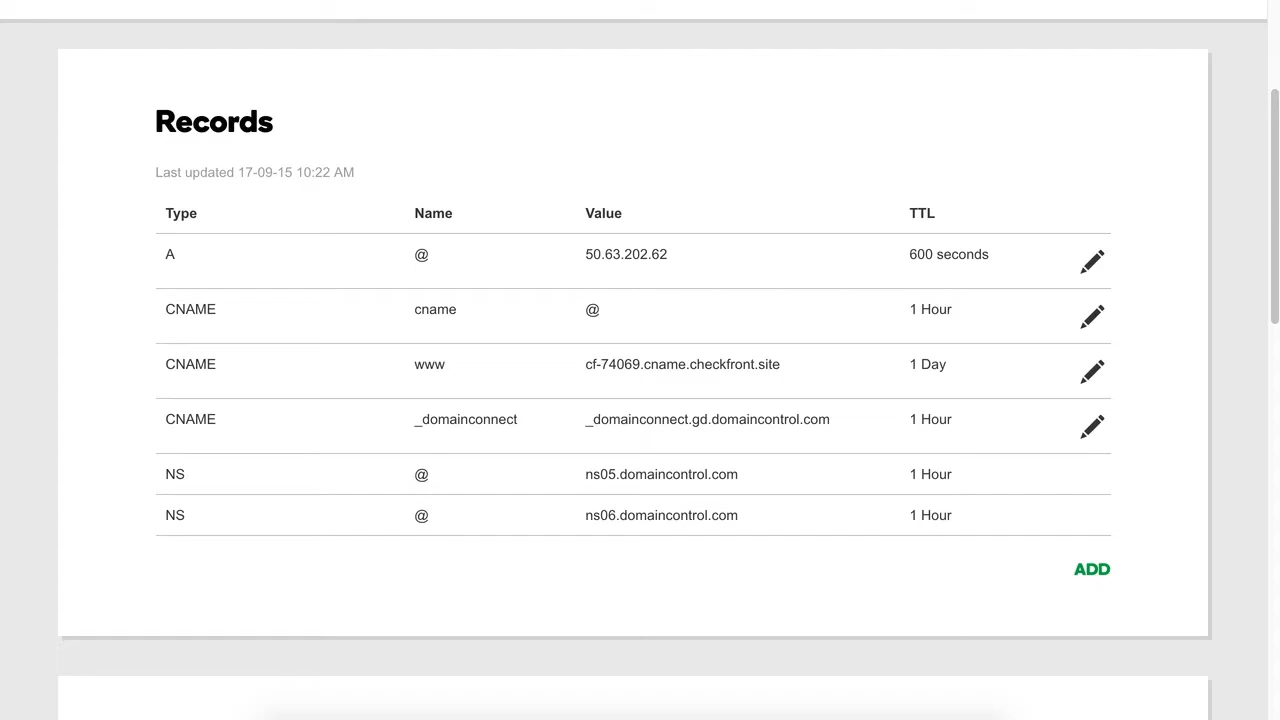 Records
Last updated 17-09-15 10:22 AM
Type Name Value TTL
A @ 50.63.202.62 600 seconds
CNAME cname @ 1 Hour
CNAME www cf-74069.cname.checkfront.site 1 Day
CNAME _domainconnect _domainconnect.gd.domaincontrol.com 1 Hour
NS @ ns05.domaincontrol.com 1 Hour
NS @ ns06.domaincontrol.com 1 Hour
ADD